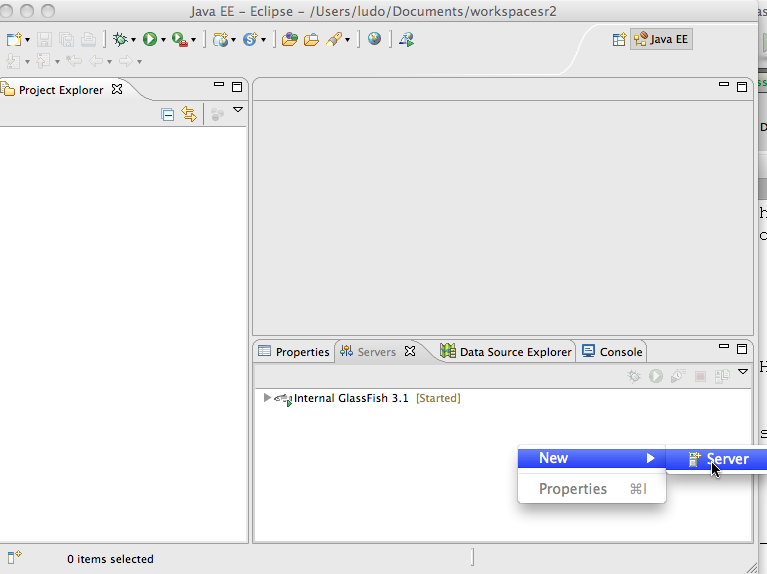 Java EE – Eclipse – /Users/ludo/Documents/workspacesr2
Java EE
Project Explorer
Properties
Servers
Data Source Explorer
Console
Internal GlassFish 3.1 [Started]
New
Server
Properties ⌘I
0 items selected